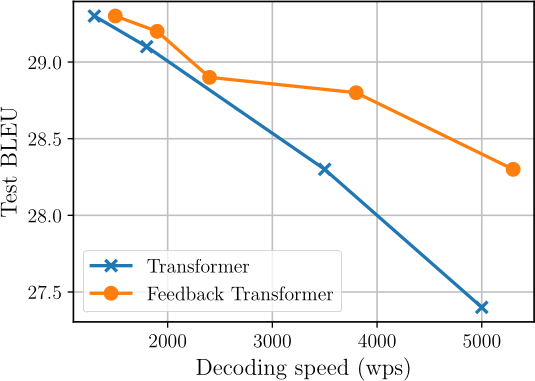 Test BLEU
29.0
28.5
28.0
27.5
Transformer
Feedback Transformer
2000
3000
4000
5000
Decoding speed (wps)